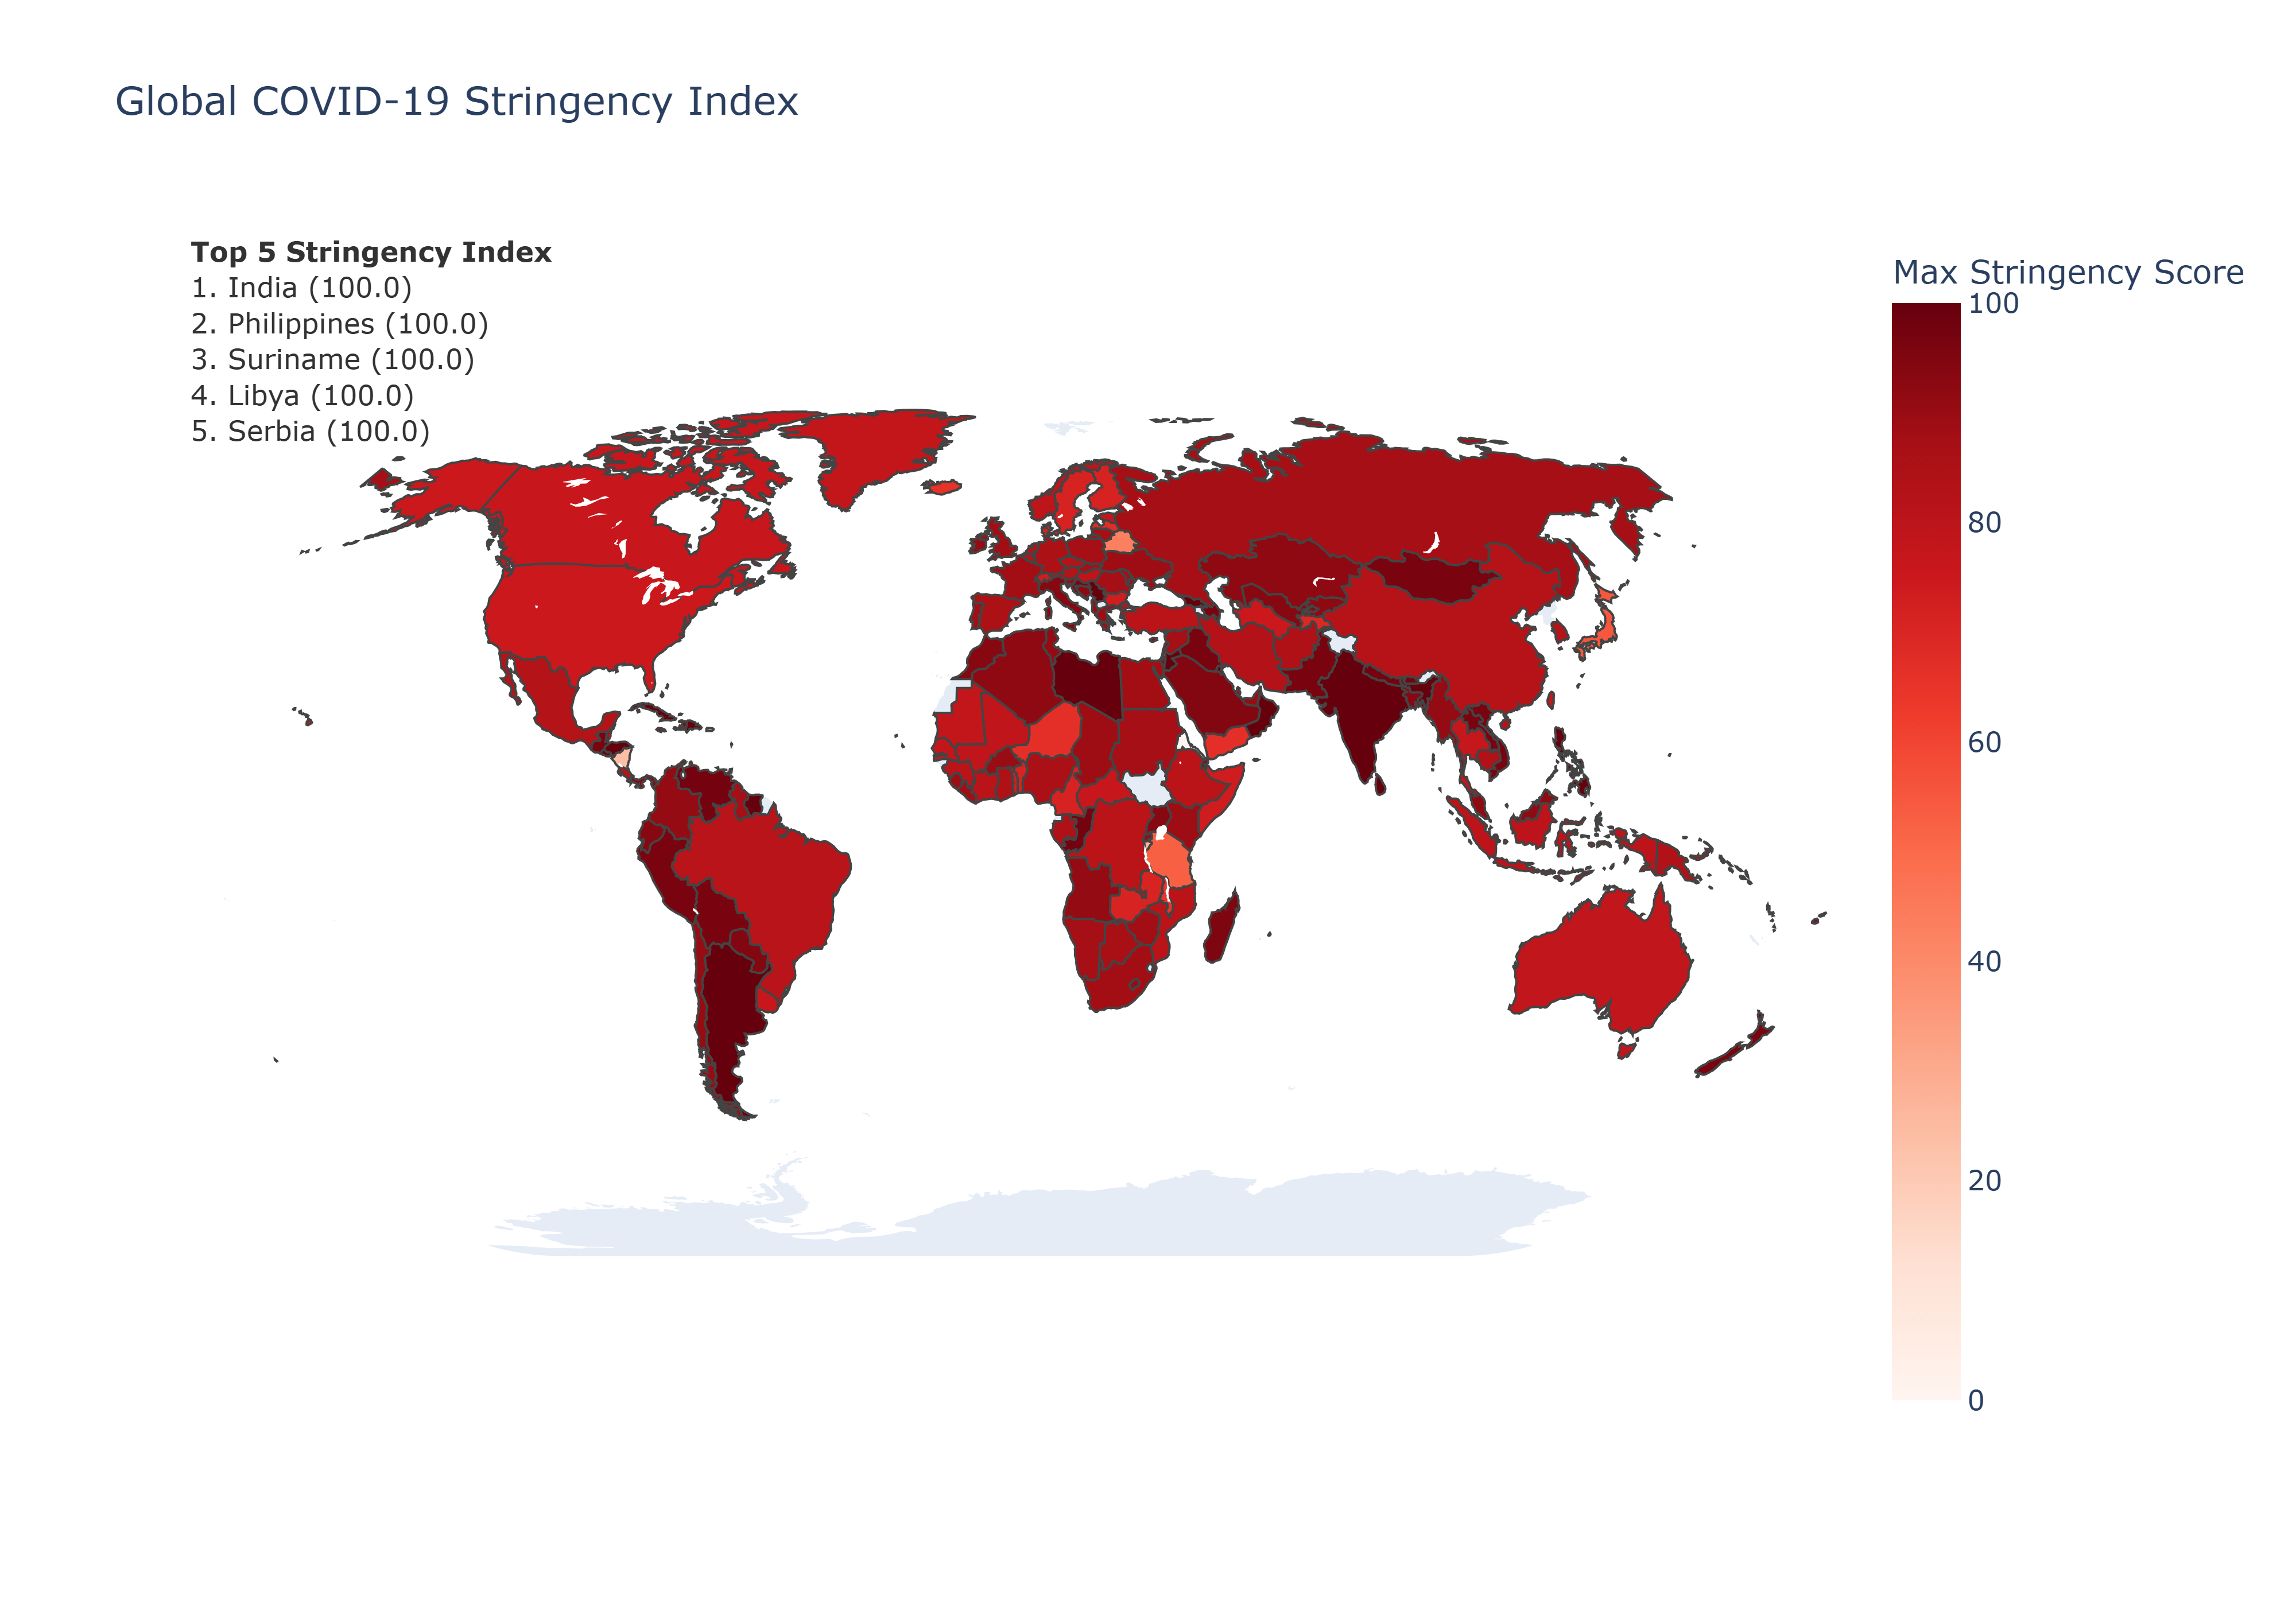 Global COVID-19 Stringency Index
Top 5 Stringency Index
1. India (100.0)
2. Philippines (100.0)
3. Suriname (100.0)
4. Libya (100.0)
5. Serbia (100.0)
Max Stringency Score
100
80
60
40
20
0